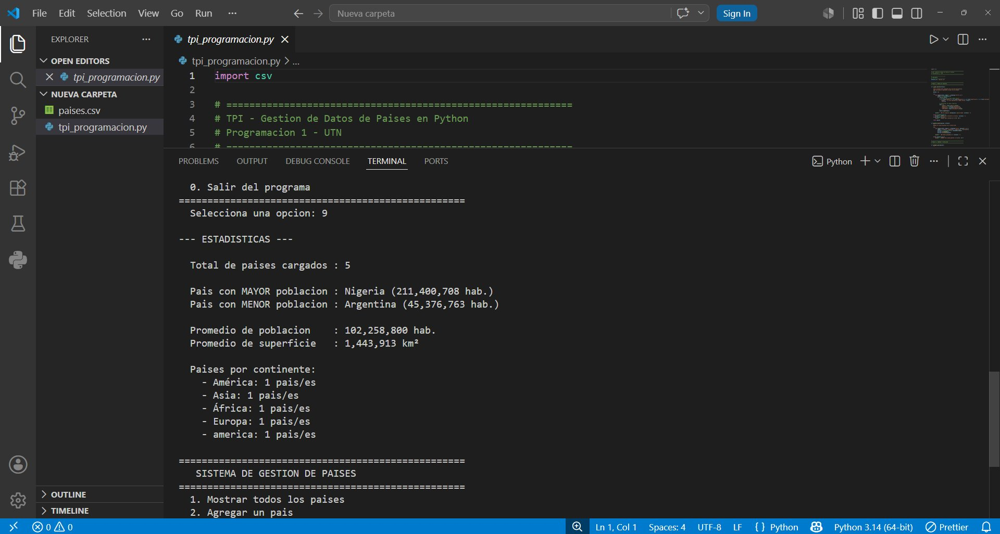 File Edit Selection View Go Run ···
Nueva carpeta
Sign In
EXPLORER
OPEN EDITORS
tpi_programacion.py
NUEVA CARPETA
paises.csv
tpi_programacion.py
OUTLINE
TIMELINE
tpi_programacion.py
tpi_programacion.py > ...
1 import csv
2
3 # ============================================================
4 # TPI - Gestion de Datos de Paises en Python
5 # Programacion 1 - UTN
6 # ============================================================
PROBLEMS OUTPUT DEBUG CONSOLE TERMINAL PORTS
Python
0. Salir del programa
==================================================
Selecciona una opcion: 9
--- ESTADISTICAS ---
Total de paises cargados : 5
Pais con MAYOR poblacion : Nigeria (211,400,708 hab.)
Pais con MENOR poblacion : Argentina (45,376,763 hab.)
Promedio de poblacion : 102,258,800 hab.
Promedio de superficie : 1,443,913 km²
Paises por continente:
- América: 1 pais/es
- Asia: 1 pais/es
- África: 1 pais/es
- Europa: 1 pais/es
- america: 1 pais/es
==================================================
SISTEMA DE GESTION DE PAISES
==================================================
1. Mostrar todos los paises
2. Agregar un pais
0 0
Ln 1, Col 1 Spaces: 4 UTF-8 LF { } Python Python 3.14 (64-bit) Prettier